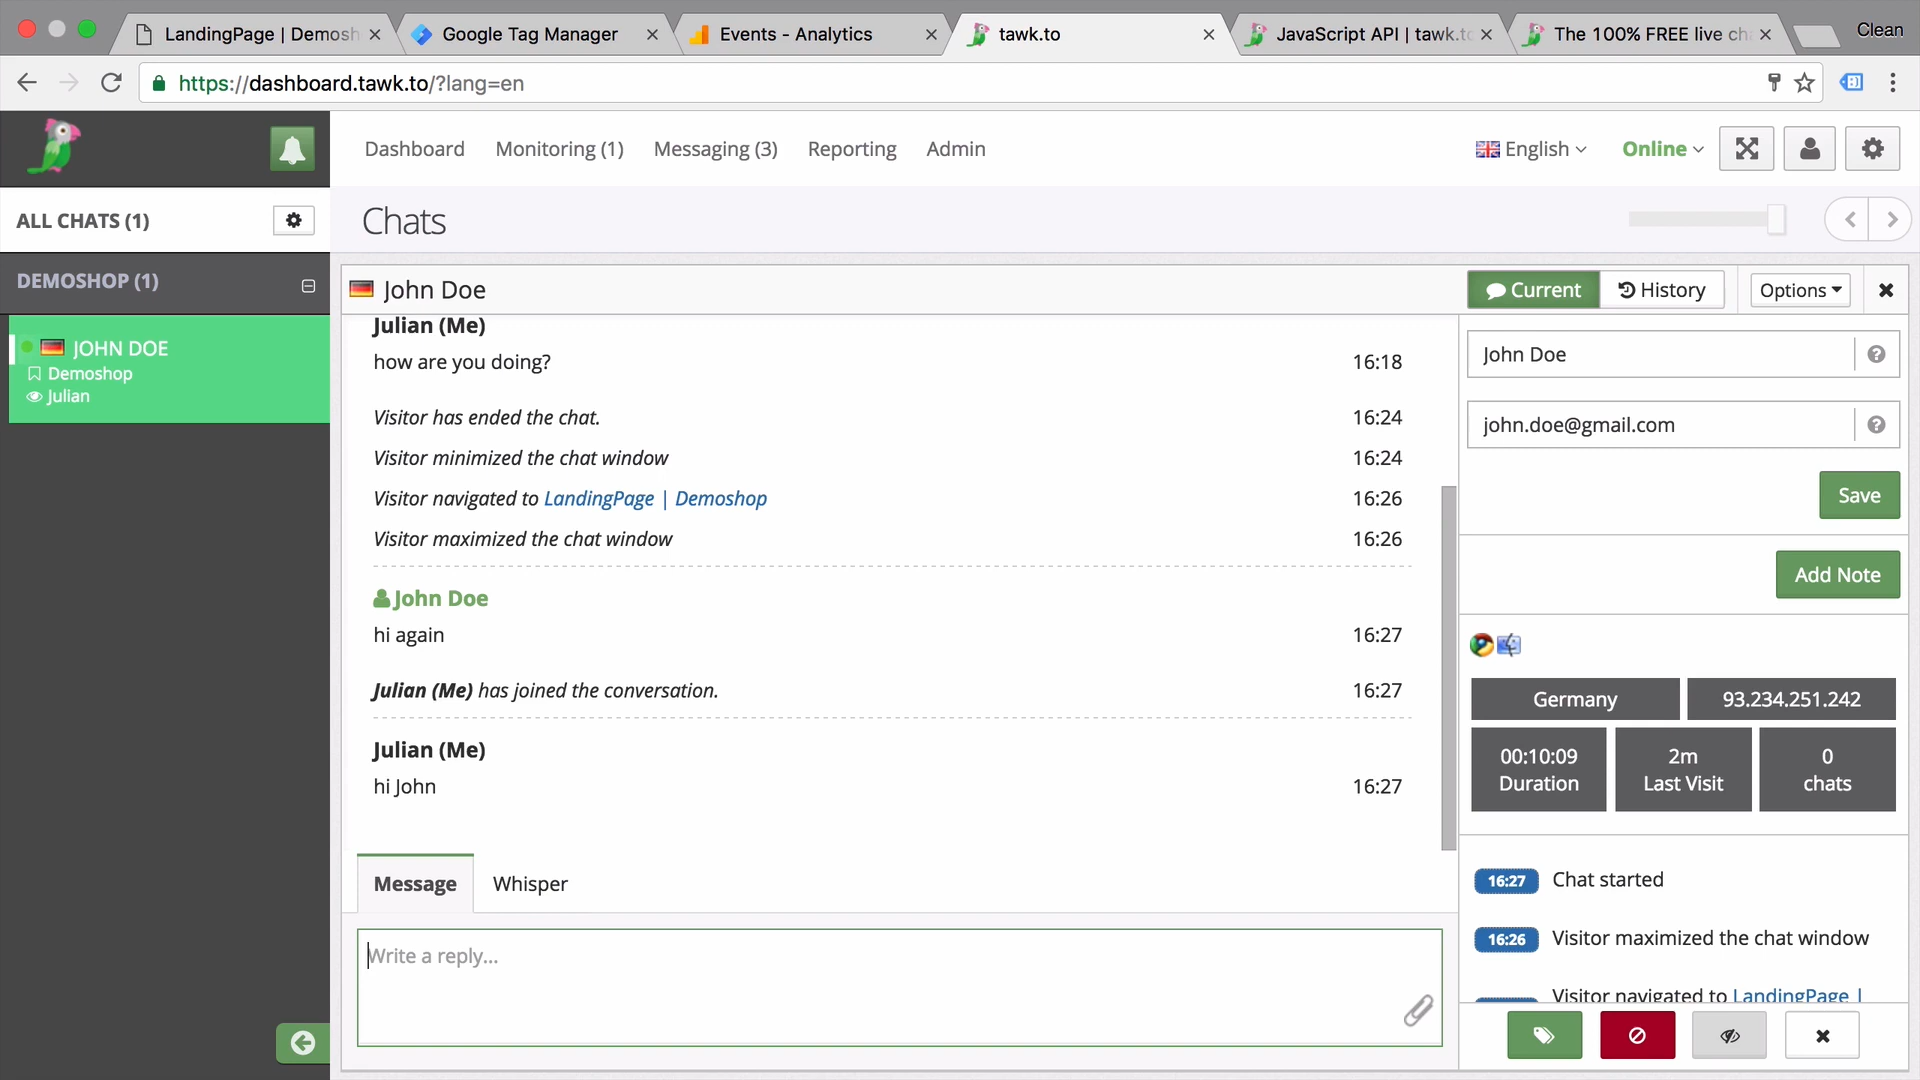 LandingPage | Demosh
Google Tag Manager
Events - Analytics
tawk.to
JavaScript API | tawk.to
The 100% FREE live ch
Clean
https://dashboard.tawk.to/?lang=en
Dashboard
Monitoring (1)
Messaging (3)
Reporting
Admin
English
Online
ALL CHATS (1)
Chats
DEMOSHOP (1)
JOHN DOE
Demoshop
Julian
John Doe
Current
History
Options
Julian (Me)
how are you doing?
16:18
Visitor has ended the chat.
16:24
Visitor minimized the chat window
16:24
Visitor navigated to LandingPage | Demoshop
16:26
Visitor maximized the chat window
16:26
John Doe
hi again
16:27
Julian (Me) has joined the conversation.
16:27
Julian (Me)
hi John
16:27
Message
Whisper
Write a reply...
John Doe
john.doe@gmail.com
Save
Add Note
Germany
93.234.251.242
00:10:09
Duration
2m
Last Visit
0
chats
16:27
Chat started
16:26
Visitor maximized the chat window
Visitor navigated to LandingPage |